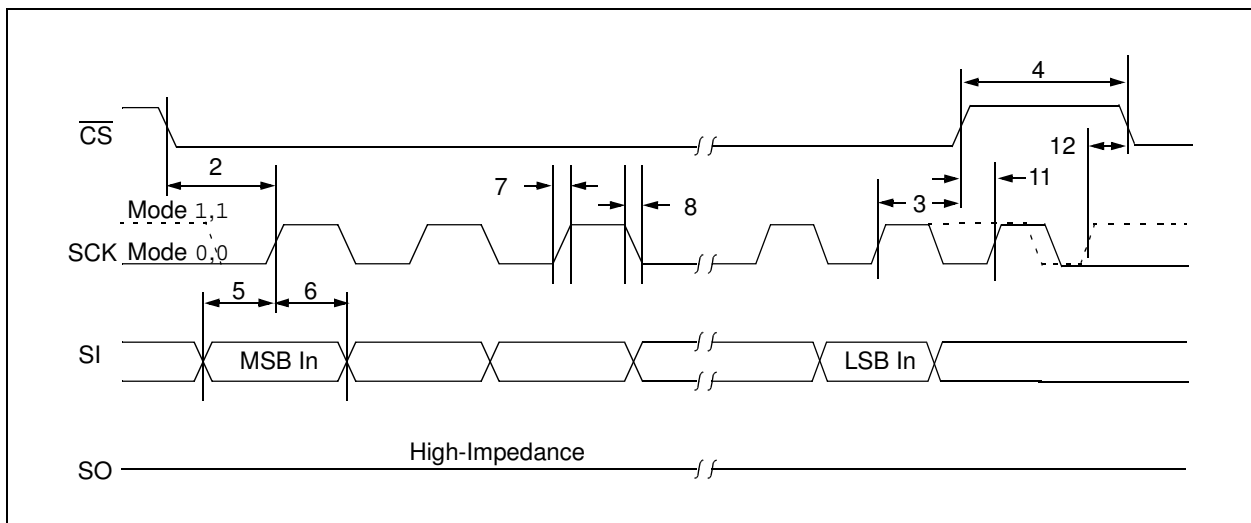 4
CS
12
2
7
11
8
3
Mode 1,1
SCK Mode 0,0
5
6
SI
MSB In
LSB In
High-Impedance
SO